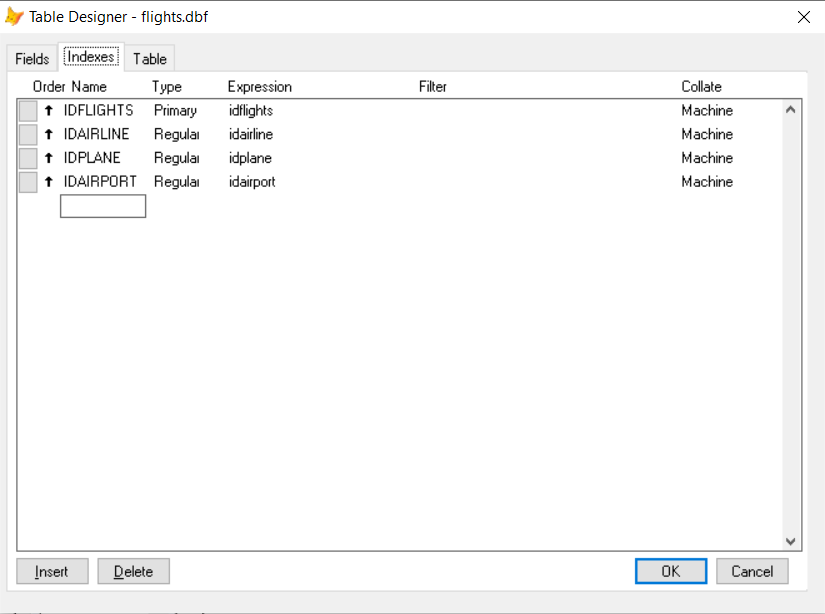 Table Designer - flights.dbf
Fields Indexes Table
Order Name Type Expression Filter Collate
IDFLIGHTS Primary idflights Machine
IDAIRLINE Regular idairline Machine
IDPLANE Regular idplane Machine
IDAIRPORT Regular idairport Machine
Insert Delete OK Cancel